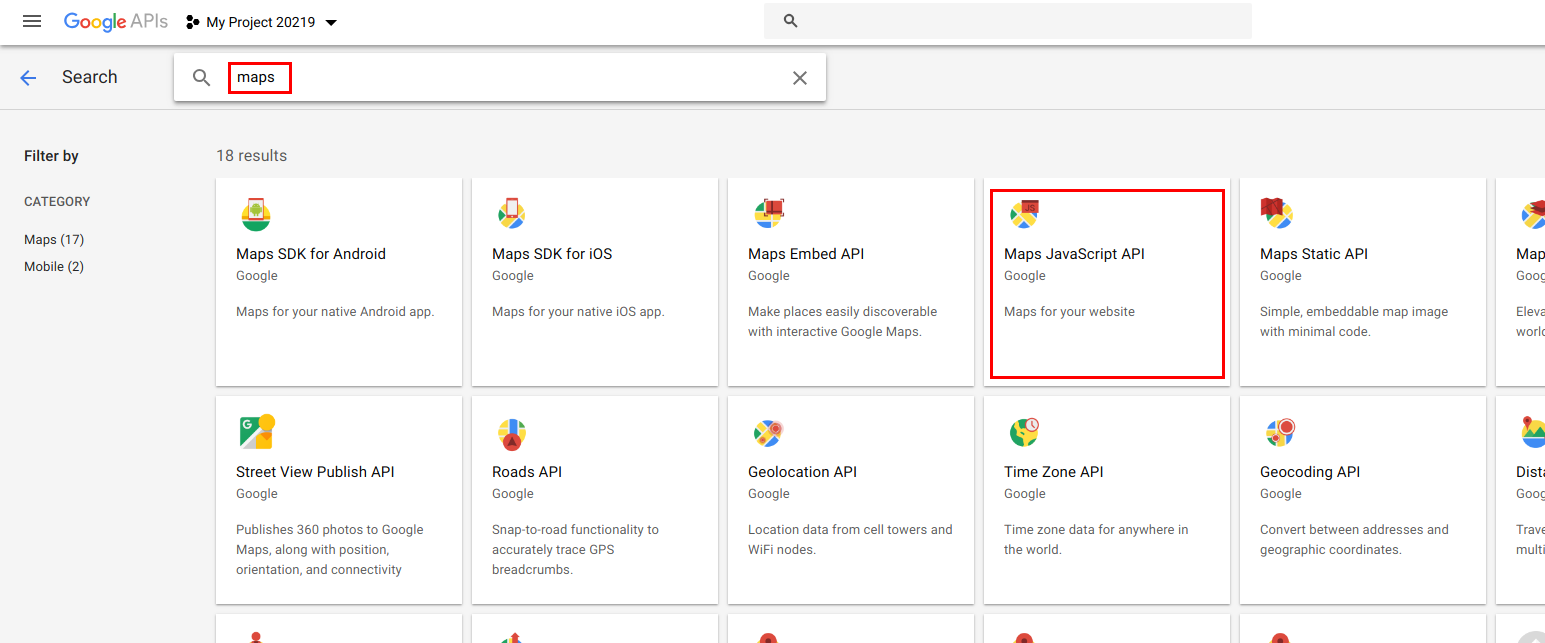 Google APIs My Project 20219
Search maps
Filter by
18 results
CATEGORY
Maps (17)
Mobile (2)
Maps SDK for Android
Google
Maps for your native Android app.
Maps SDK for iOS
Google
Maps for your native iOS app.
Maps Embed API
Google
Make places easily discoverable
with interactive Google Maps.
JS
Maps JavaScript API
Google
Maps for your website
Maps Static API
Google
Simple, embeddable map image
with minimal code.
Map
Goog
Eleva
world
G
Street View Publish API
Google
Publishes 360 photos to Google
Maps, along with position,
orientation, and connectivity
Roads API
Google
Snap-to-road functionality to
accurately trace GPS
breadcrumbs.
Geolocation API
Google
Location data from cell towers and
WiFi nodes.
Time Zone API
Google
Time zone data for anywhere in
the world.
Geocoding API
Google
Convert between addresses and
geographic coordinates.
Dista
Goog
Trave
multi